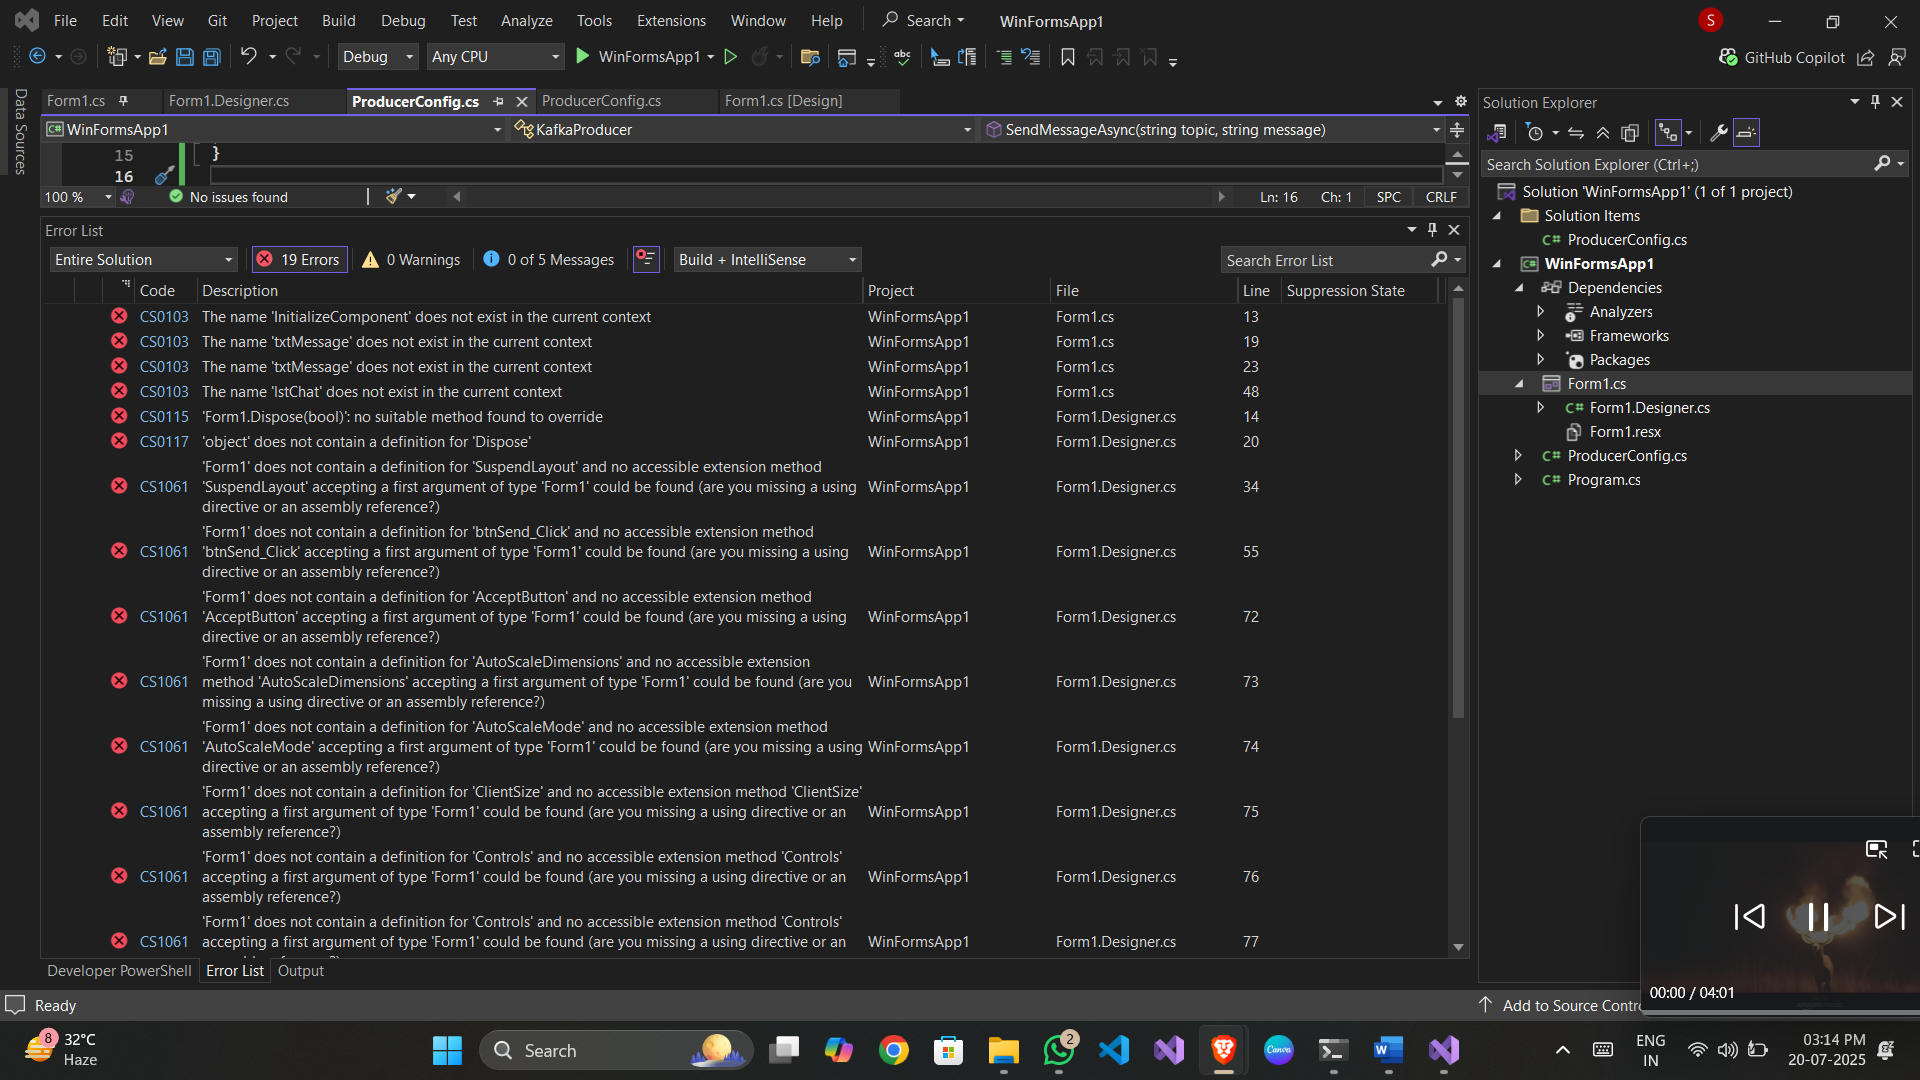 File Edit View Git Project Build Debug Test Analyze Tools Extensions Window Help Search WinFormsApp1 S
Debug Any CPU WinFormsApp1 GitHub Copilot
Data Sources
Form1.cs Form1.Designer.cs ProducerConfig.cs ProducerConfig.cs Form1.cs [Design]
WinFormsApp1 KafkaProducer SendMessageAsync(string topic, string message)
15 }
16
100 % No issues found Ln: 16 Ch: 1 SPC CRLF
Error List
Entire Solution 19 Errors 0 Warnings 0 of 5 Messages Build + IntelliSense Search Error List
Code Description Project File Line Suppression State
CS0103 The name 'InitializeComponent' does not exist in the current context WinFormsApp1 Form1.cs 13
CS0103 The name 'txtMessage' does not exist in the current context WinFormsApp1 Form1.cs 19
CS0103 The name 'txtMessage' does not exist in the current context WinFormsApp1 Form1.cs 23
CS0103 The name 'lstChat' does not exist in the current context WinFormsApp1 Form1.cs 48
CS0115 'Form1.Dispose(bool)': no suitable method found to override WinFormsApp1 Form1.Designer.cs 14
CS0117 'object' does not contain a definition for 'Dispose' WinFormsApp1 Form1.Designer.cs 20
'Form1' does not contain a definition for 'SuspendLayout' and no accessible extension method
CS1061 'SuspendLayout' accepting a first argument of type 'Form1' could be found (are you missing a using WinFormsApp1 Form1.Designer.cs 34
directive or an assembly reference?)
'Form1' does not contain a definition for 'btnSend_Click' and no accessible extension method
CS1061 'btnSend_Click' accepting a first argument of type 'Form1' could be found (are you missing a using WinFormsApp1 Form1.Designer.cs 55
directive or an assembly reference?)
'Form1' does not contain a definition for 'AcceptButton' and no accessible extension method
CS1061 'AcceptButton' accepting a first argument of type 'Form1' could be found (are you missing a using WinFormsApp1 Form1.Designer.cs 72
directive or an assembly reference?)
'Form1' does not contain a definition for 'AutoScaleDimensions' and no accessible extension
CS1061 method 'AutoScaleDimensions' accepting a first argument of type 'Form1' could be found (are you WinFormsApp1 Form1.Designer.cs 73
missing a using directive or an assembly reference?)
'Form1' does not contain a definition for 'AutoScaleMode' and no accessible extension method
CS1061 'AutoScaleMode' accepting a first argument of type 'Form1' could be found (are you missing a using WinFormsApp1 Form1.Designer.cs 74
directive or an assembly reference?)
'Form1' does not contain a definition for 'ClientSize' and no accessible extension method 'ClientSize'
CS1061 accepting a first argument of type 'Form1' could be found (are you missing a using directive or an WinFormsApp1 Form1.Designer.cs 75
assembly reference?)
'Form1' does not contain a definition for 'Controls' and no accessible extension method 'Controls'
CS1061 accepting a first argument of type 'Form1' could be found (are you missing a using directive or an WinFormsApp1 Form1.Designer.cs 76
assembly reference?)
'Form1' does not contain a definition for 'Controls' and no accessible extension method 'Controls'
CS1061 accepting a first argument of type 'Form1' could be found (are you missing a using directive or an WinFormsApp1 Form1.Designer.cs 77
Developer PowerShell Error List Output
Solution Explorer
Search Solution Explorer (Ctrl+;)
Solution 'WinFormsApp1' (1 of 1 project)
Solution Items
C# ProducerConfig.cs
WinFormsApp1
Dependencies
Analyzers
Frameworks
Packages
Form1.cs
C# Form1.Designer.cs
Form1.resx
C# ProducerConfig.cs
C# Program.cs
00:00 / 04:01
Ready Add to Source Contro
8 32°C
Haze
Search
2
Canva
ENG
IN
03:14 PM
20-07-2025